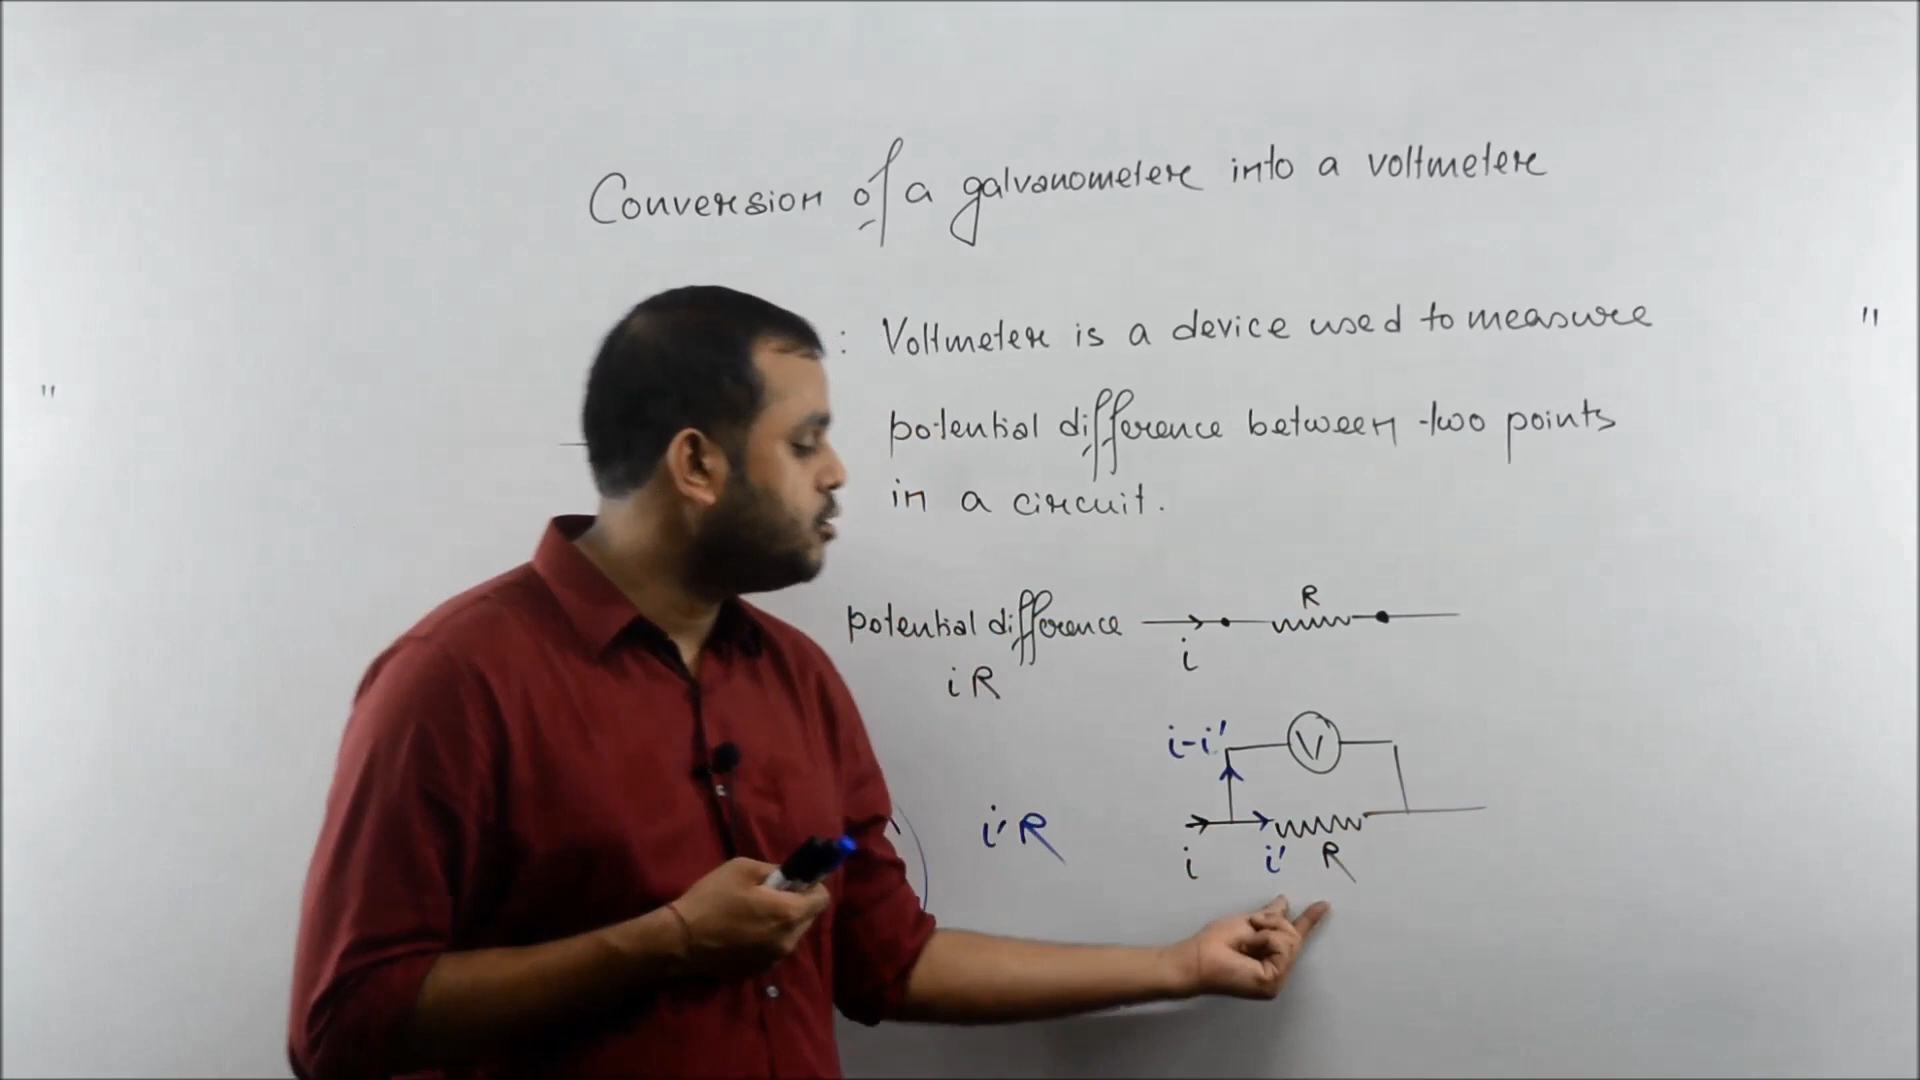 Conversion of a galvanometer into a voltmeter
: Voltmeter is a device used to measure
potential difference between two points
in a circuit.
potential difference
R
i
iR
i-i'
V
i'R
i
i'
R